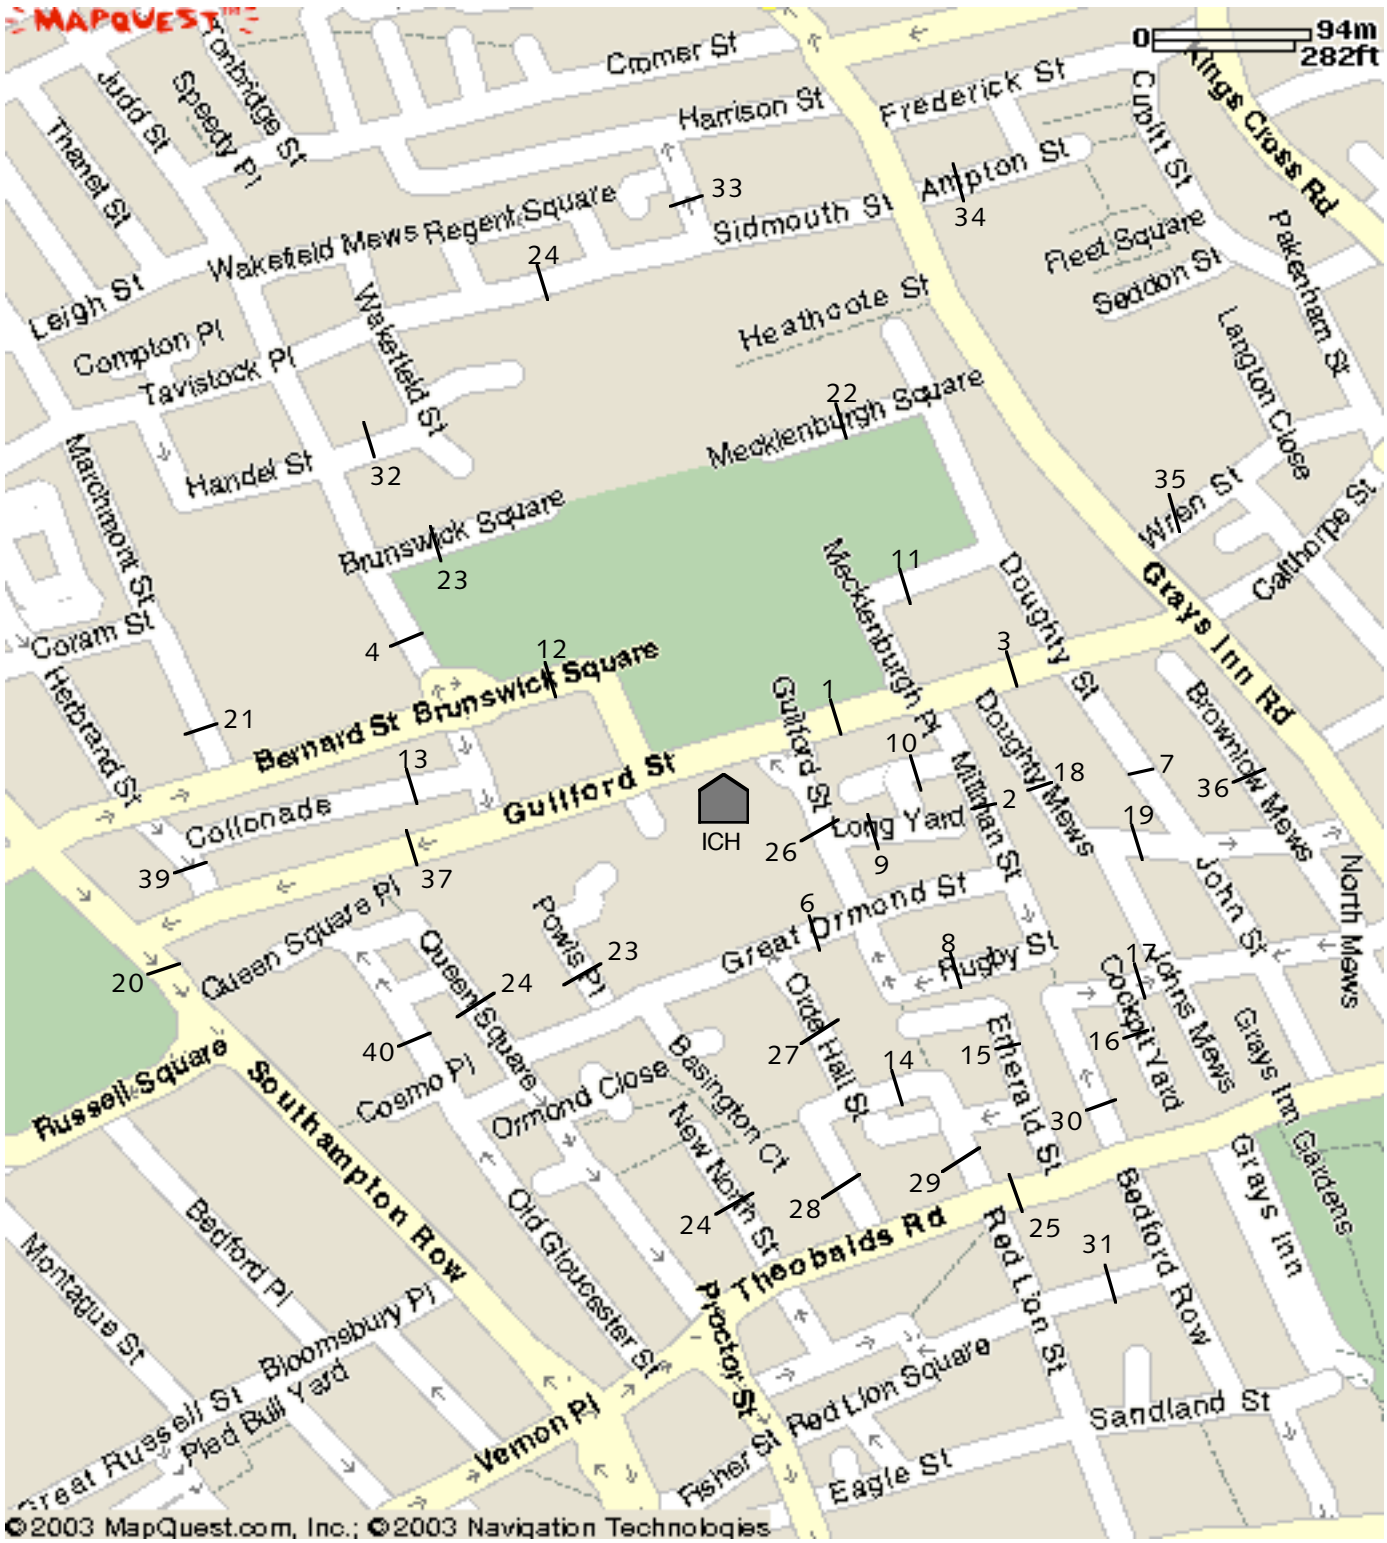 MAPQUEST™
0 94m
282ft
Cromer St
Tonbridge St
Judd St
Speedy Pl
Thanet St
Harrison St
Frederick St
Cubitt St
Kings Cross Rd
Ampton St
34
33
Regent Square
Wakefield Mews
Sidmouth St
24
Fleet Square
Seddon St
Pakenham St
Leigh St
Compton Pl
Tavistock Pl
Wakefield St
Heathcote St
Langton Close
22
Mecklenburgh Square
Marchmont St
Handel St
32
35
Wren St
Calthorpe St
Brunswick Square
23
Mecklenburgh Pl
11
Doughty St
Grays Inn Rd
Coram St
4
12
3
Herbrand St
21
Bernard St
Brunswick Square
Guilford St
1
Doughty Mews
Brownlow Mews
13
Guilford St
10
Millman St
2
18
7
36
Collonade
ICH
26
Long Yard
9
19
39
37
John St
North Mews
Queen Square Pl
Powis Pl
6
Great Ormond St
8
Rugby St
17
20
Queen Square
24
23
Orde Hall St
27
Emerald St
15
Cockpit Yard
16
Johns Mews
Grays Inn Gardens
40
Russell Square
Southampton Row
Cosmo Pl
Ormond Close
Basington Ct
14
30
New North St
24
28
29
25
Bedford Row
Grays Inn
Bedford Pl
Old Gloucester St
Theobalds Rd
Red Lion St
31
Montague St
Bloomsbury Pl
Proctor St
Great Russell St
Pied Bull Yard
Vernon Pl
Red Lion Square
Fisher St
Sandland St
Eagle St
©2003 MapQuest.com, Inc.; ©2003 Navigation Technologies